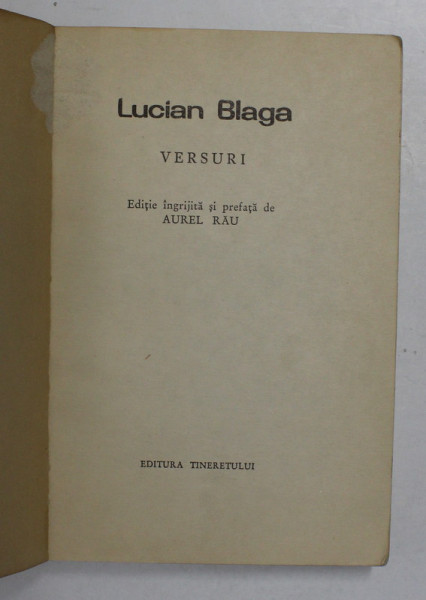 Lucian Blaga
VERSURI
Ediție îngrijită și prefață de
AUREL RĂU
EDITURA TINERETULUI